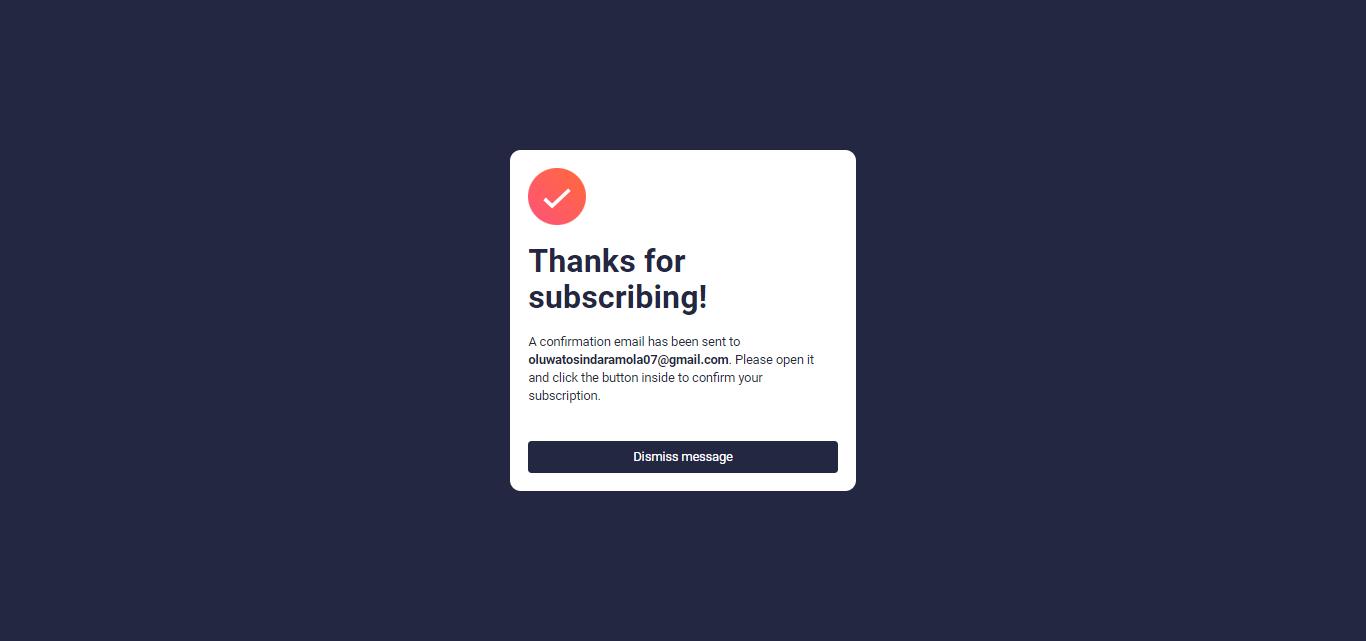 Thanks for
subscribing!
A confirmation email has been sent to
oluwatosindaramola07@gmail.com. Please open it
and click the button inside to confirm your
subscription.
Dismiss message